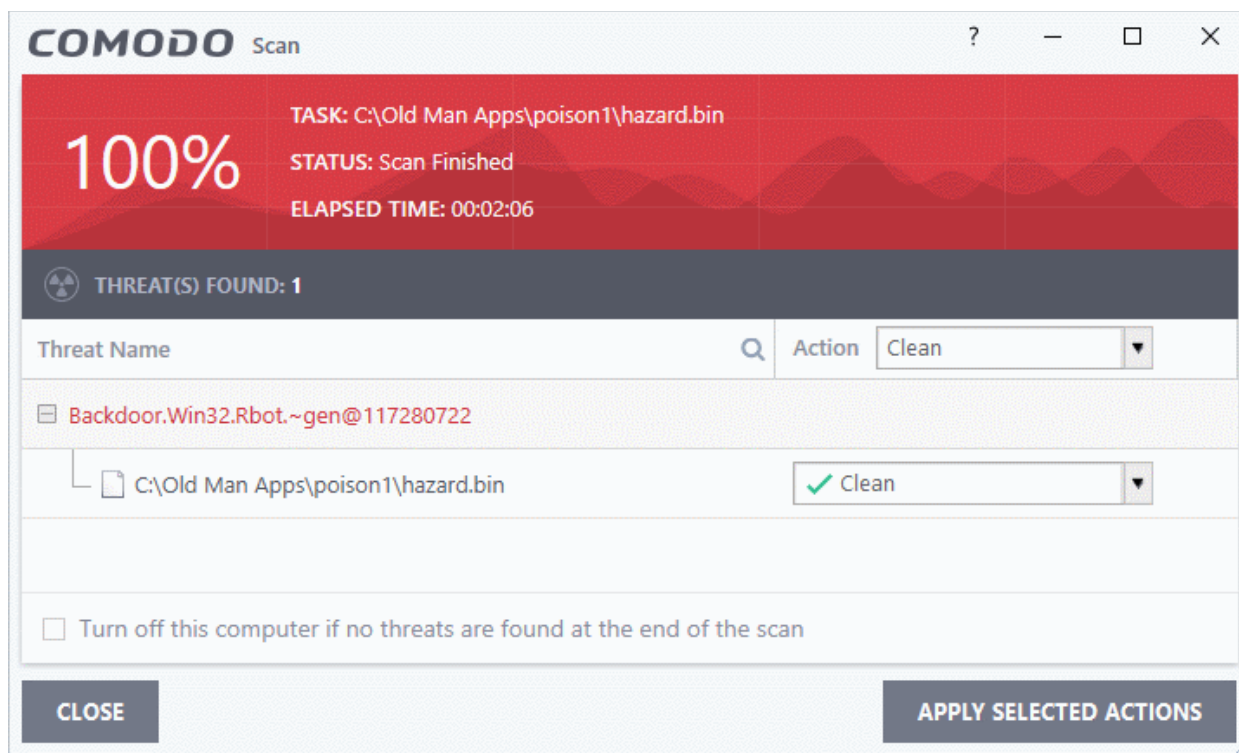 COMODO Scan
?
100%
TASK: C:\Old Man Apps\poison1\hazard.bin
STATUS: Scan Finished
ELAPSED TIME: 00:02:06
THREAT(S) FOUND: 1
Threat Name
Action Clean
Backdoor.Win32.Rbot.~gen@117280722
C:\Old Man Apps\poison1\hazard.bin
Clean
Turn off this computer if no threats are found at the end of the scan
CLOSE
APPLY SELECTED ACTIONS